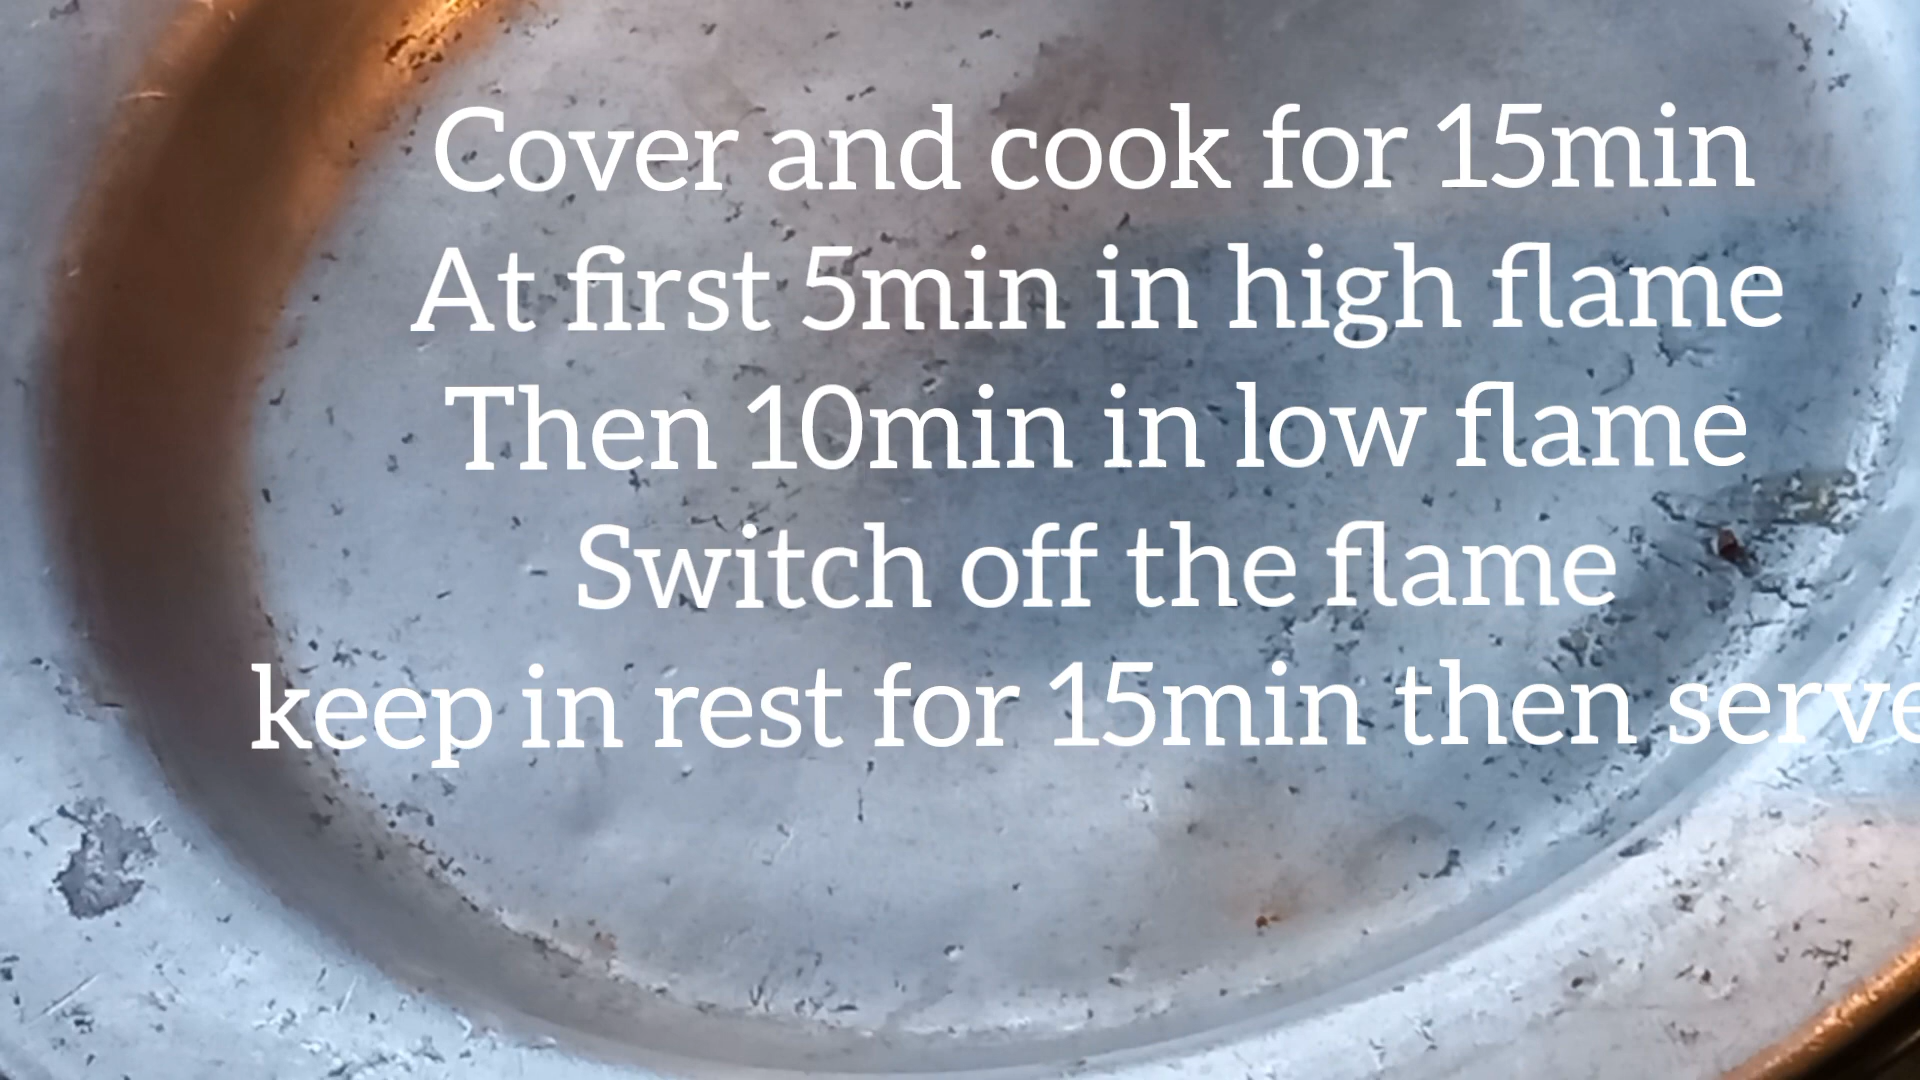 Cover and cook for 15min
At first 5min in high flame
Then 10min in low flame
Switch off the flame
keep in rest for 15min then serve